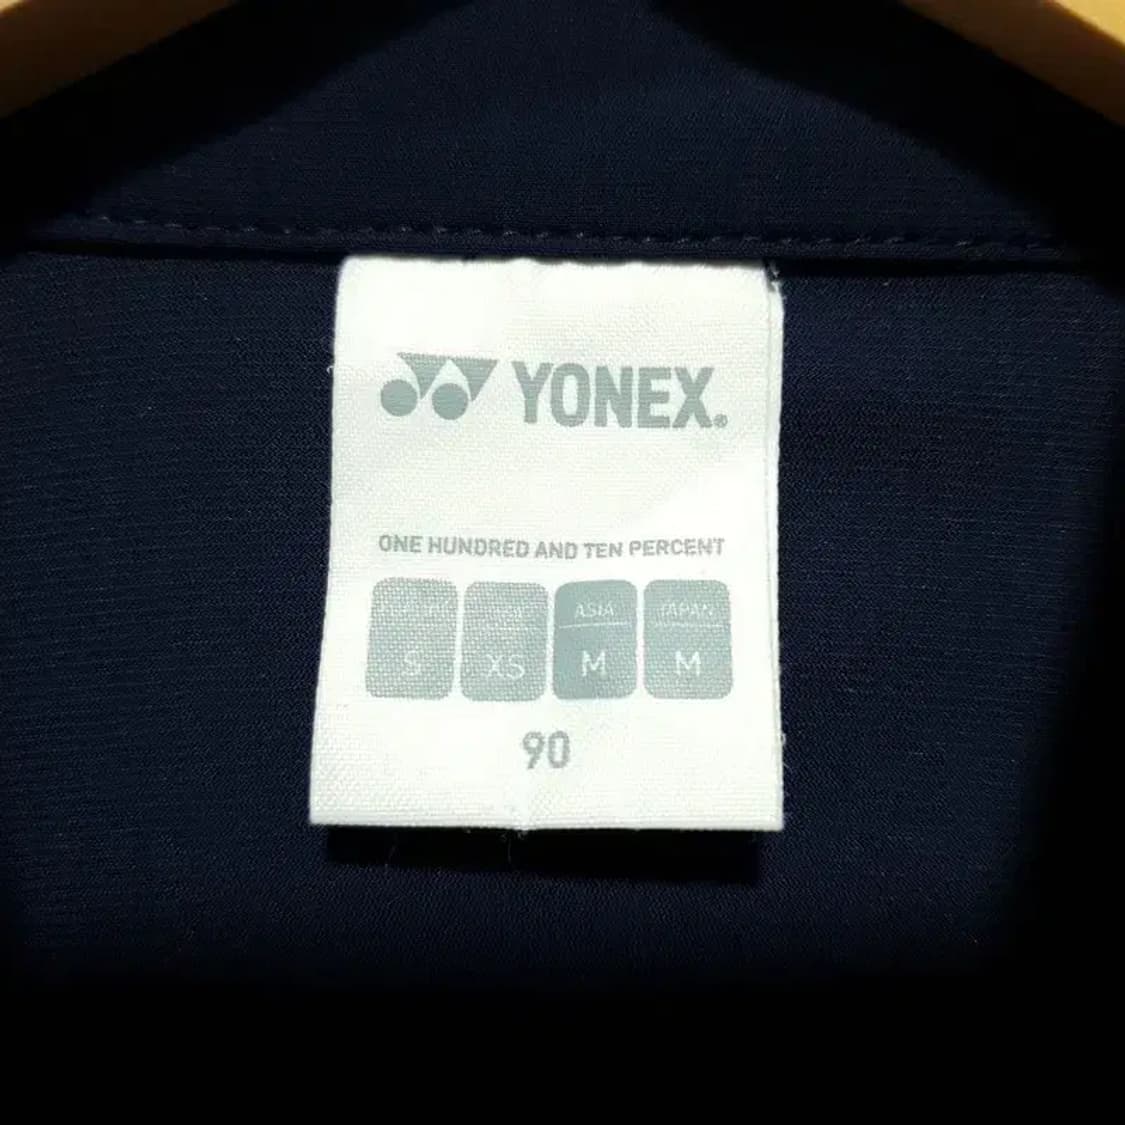 YONEX®
ONE HUNDRED AND TEN PERCENT
ASIA JAPAN
S XS M M
90